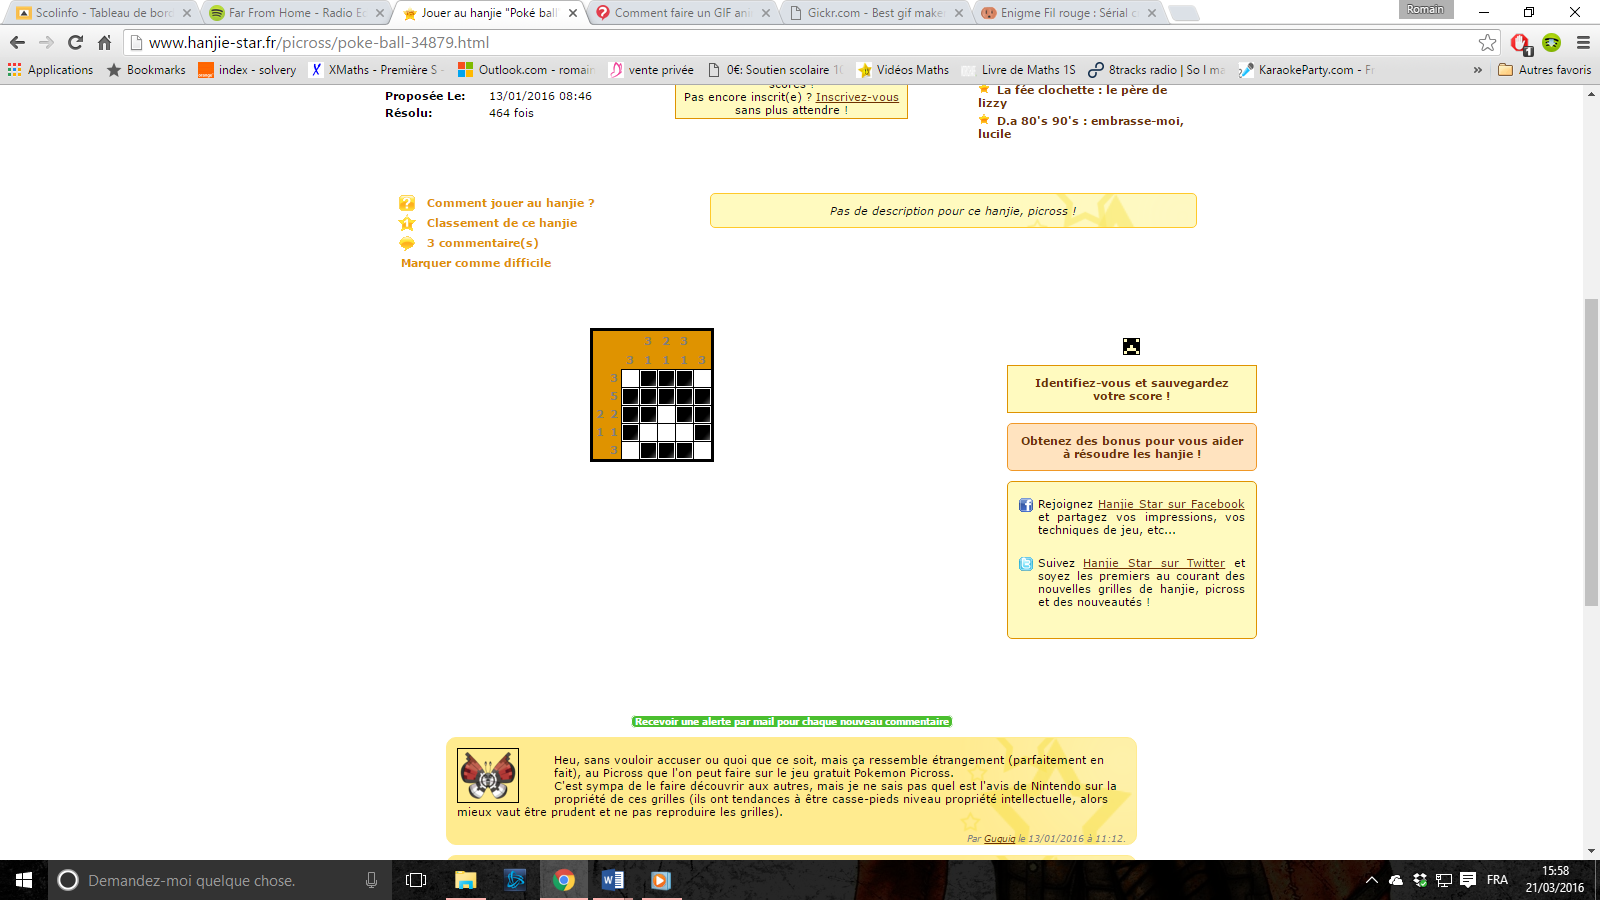 Scolinfo - Tableau de bord
Far From Home - Radio Ed
Jouer au hanjie "Poké ball
Comment faire un GIF ani
Gickr.com - Best gif maker
Enigme Fil rouge : Sérial c
Romain
www.hanjie-star.fr/picross/poke-ball-34879.html
1
Applications
Bookmarks
index - solvery
XMaths - Première S -
Outlook.com - romain
vente privée
0€: Soutien scolaire 10
Vidéos Maths
Livre de Maths 1S
8tracks radio | So I ma
KaraokeParty.com - Fr
»
Autres favoris
Proposée Le: 13/01/2016 08:46
Résolu: 464 fois
scores !
Pas encore inscrit(e) ? Inscrivez-vous
sans plus attendre !
La fée clochette : le père de
lizzy
D.a 80's 90's : embrasse-moi,
lucile
Comment jouer au hanjie ?
Classement de ce hanjie
3 commentaire(s)
Marquer comme difficile
Pas de description pour ce hanjie, picross !
3 2 3
3 1 1 1 3
3
5
2 2
1 1
3
Identifiez-vous et sauvegardez
votre score !
Obtenez des bonus pour vous aider
à résoudre les hanjie !
Rejoignez Hanjie Star sur Facebook
et partagez vos impressions, vos
techniques de jeu, etc...
Suivez Hanjie Star sur Twitter et
soyez les premiers au courant des
nouvelles grilles de hanjie, picross
et des nouveautés !
Recevoir une alerte par mail pour chaque nouveau commentaire
Heu, sans vouloir accuser ou quoi que ce soit, mais ça ressemble étrangement (parfaitement en
fait), au Picross que l'on peut faire sur le jeu gratuit Pokemon Picross.
C'est sympa de le faire découvrir aux autres, mais je ne sais pas quel est l'avis de Nintendo sur la
propriété de ces grilles (ils ont tendances à être casse-pieds niveau propriété intellectuelle, alors
mieux vaut être prudent et ne pas reproduire les grilles).
Par Guguig le 13/01/2016 à 11:12.
Demandez-moi quelque chose.
FRA
15:58
21/03/2016